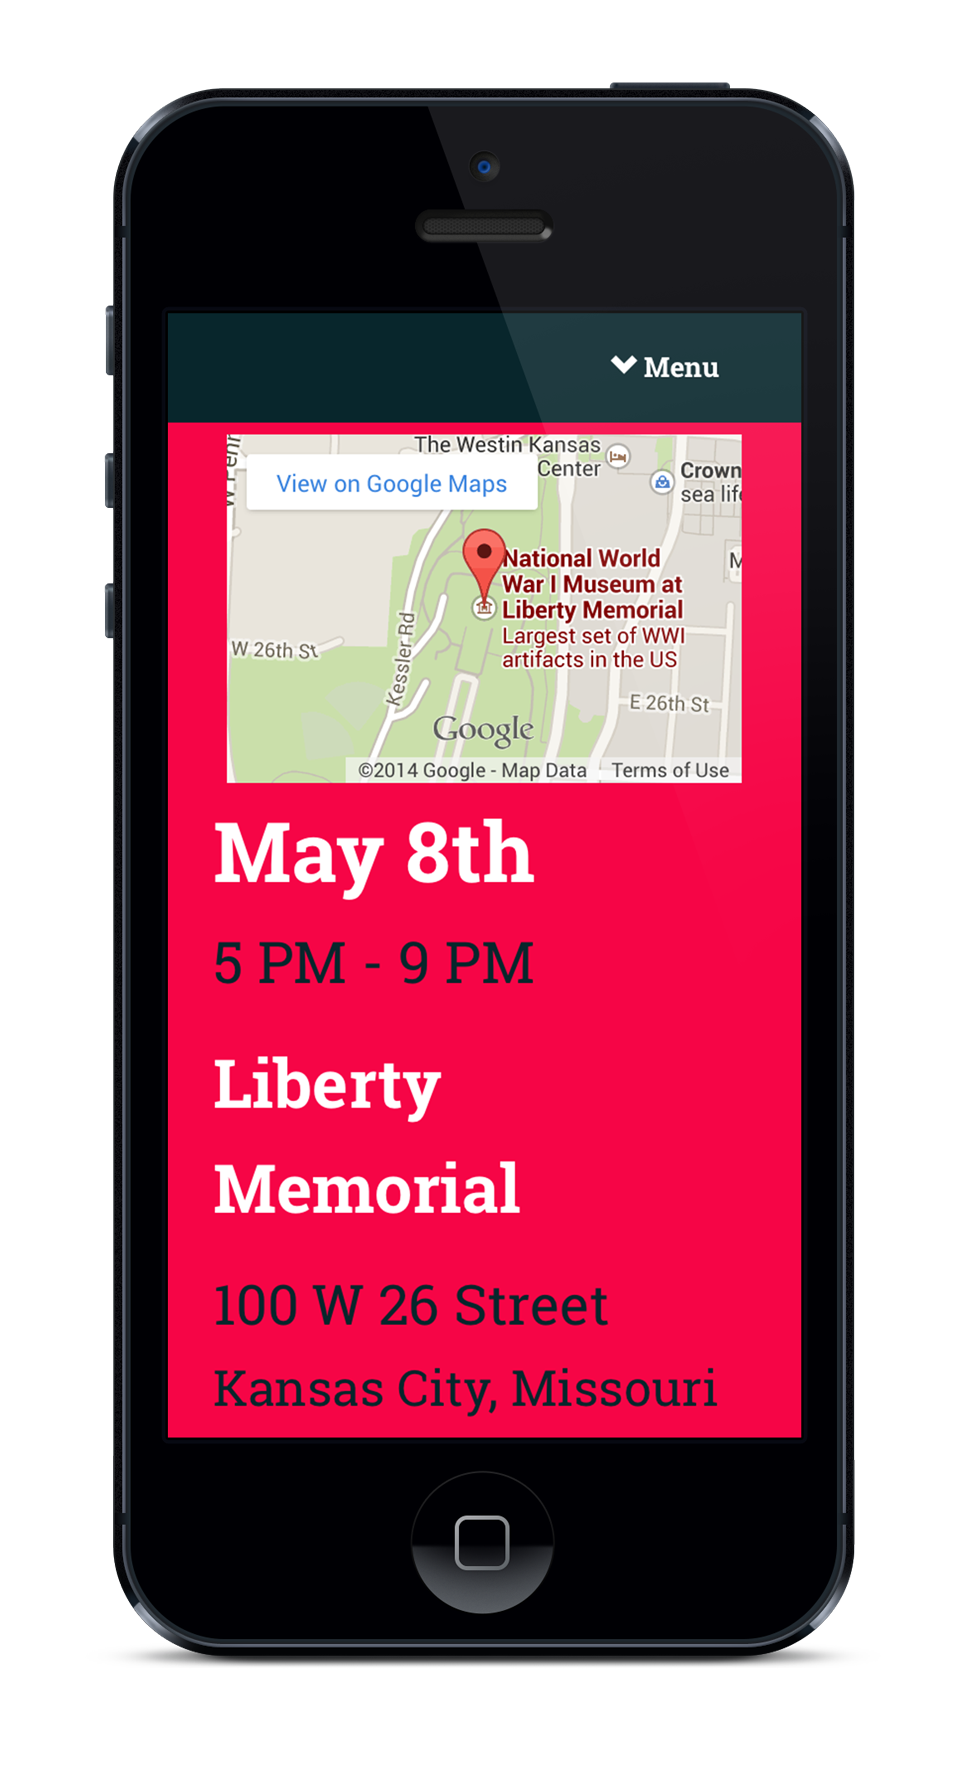 Menu
The Westin Kansas
Center
View on Google Maps
Crown
sea life
W Penn
National World
War I Museum at
Liberty Memorial
Largest set of WWI
artifacts in the US
W 26th St
Kessler Rd
E 26th St
M
Google
©2014 Google - Map Data
Terms of Use
May 8th
5 PM - 9 PM
Liberty
Memorial
100 W 26 Street
Kansas City, Missouri